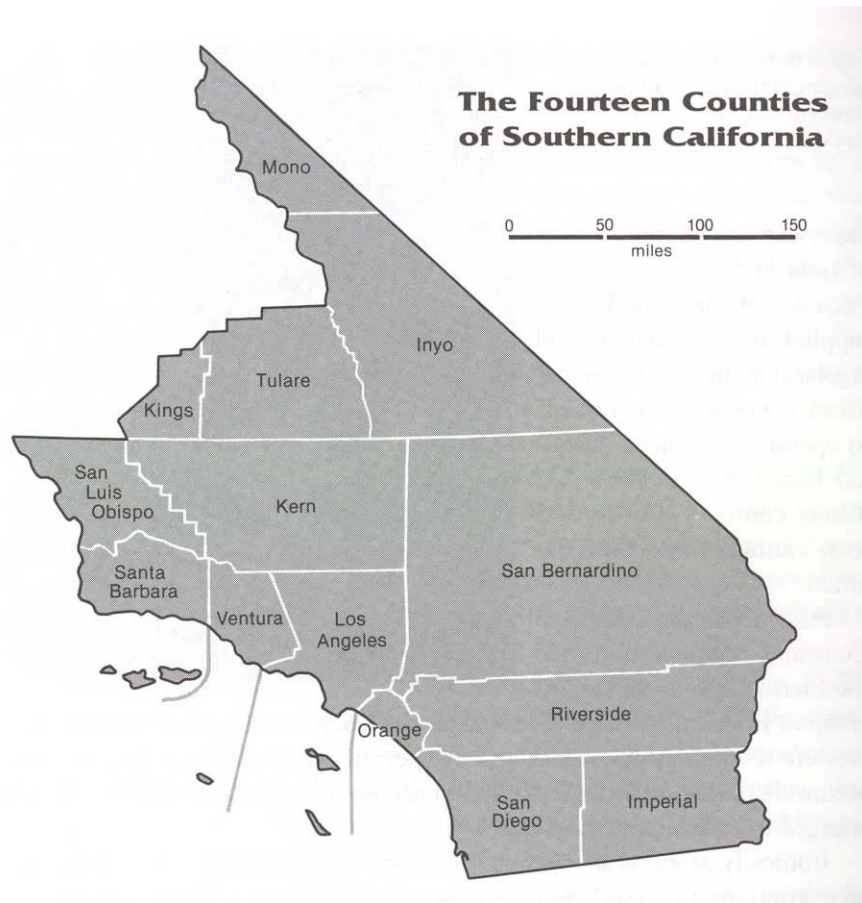 The Fourteen Counties
of Southern California
0 50 100 150
miles
Mono
Inyo
Tulare
Kings
San
Luis
Obispo
Kern
San Bernardino
Santa
Barbara
Ventura
Los
Angeles
Riverside
Orange
San
Diego
Imperial